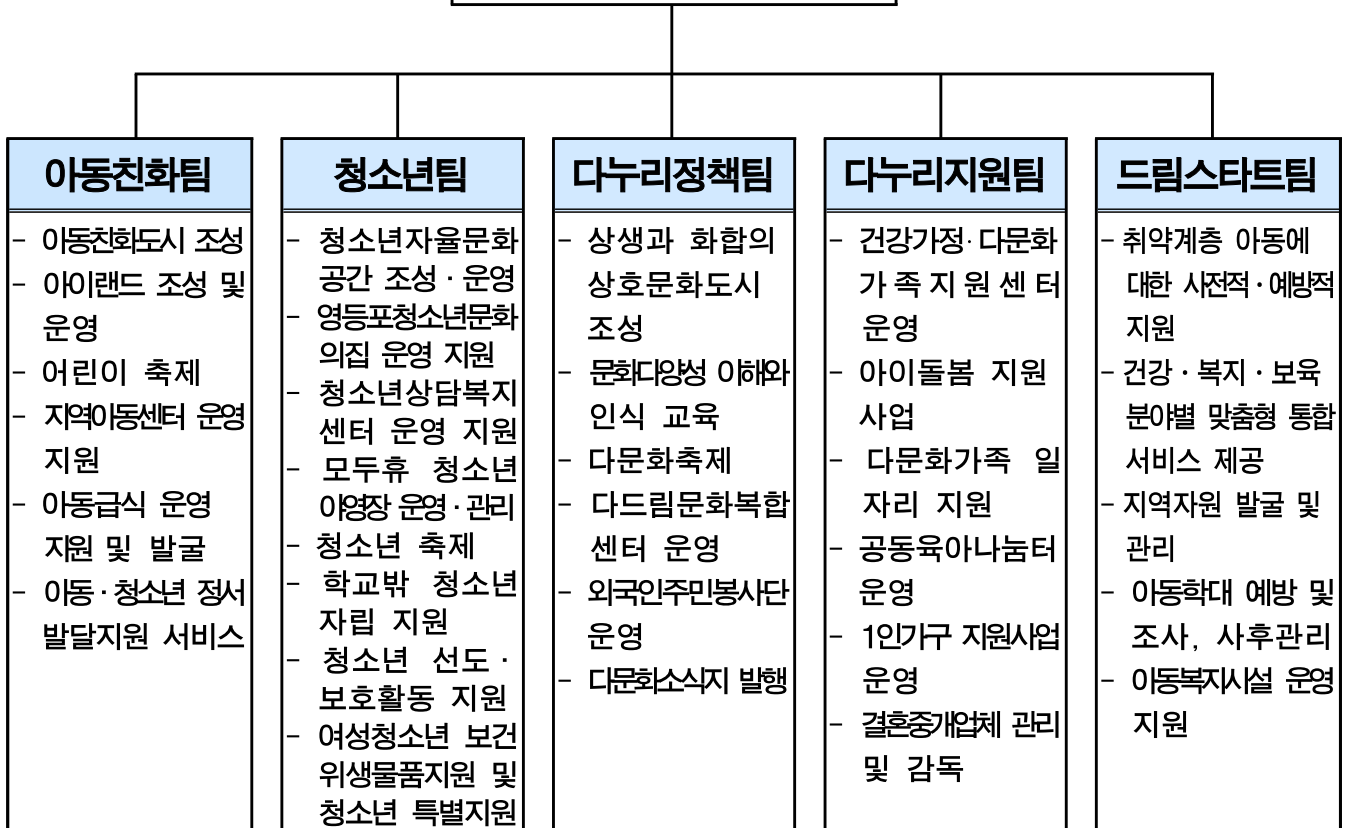 아동친화팀
- 아동친화도시 조성
- 아이랜드 조성 및
운영
- 어린이 축제
- 지역아동센터 운영
지원
- 아동급식 운영
지원 및 발굴
- 아동·청소년 정서
발달지원 서비스
청소년팀
- 청소년자율문화
공간 조성·운영
- 영등포청소년문화
의집 운영 지원
- 청소년상담복지
센터 운영 지원
- 모두휴 청소년
야영장 운영·관리
- 청소년 축제
- 학교밖 청소년
자립 지원
- 청소년 선도·
보호활동 지원
- 여성청소년 보건
위생물품지원 및
청소년 특별지원
다누리정책팀
- 상생과 화합의
상호문화도시
조성
- 문화다양성 이해와
인식 교육
- 다문화축제
- 다드림문화복합
센터 운영
- 외국인주민봉사단
운영
- 다문화소식지 발행
다누리지원팀
- 건강가정·다문화
가족지원센터
운영
- 아이돌봄 지원
사업
- 다문화가족 일
자리 지원
- 공동육아나눔터
운영
- 1인가구 지원사업
운영
- 결혼중개업체 관리
및 감독
드림스타트팀
- 취약계층 아동에
대한 사전적·예방적
지원
- 건강·복지·보육
분야별 맞춤형 통합
서비스 제공
- 지역자원 발굴 및
관리
- 아동학대 예방 및
조사, 사후관리
- 아동복지시설 운영
지원